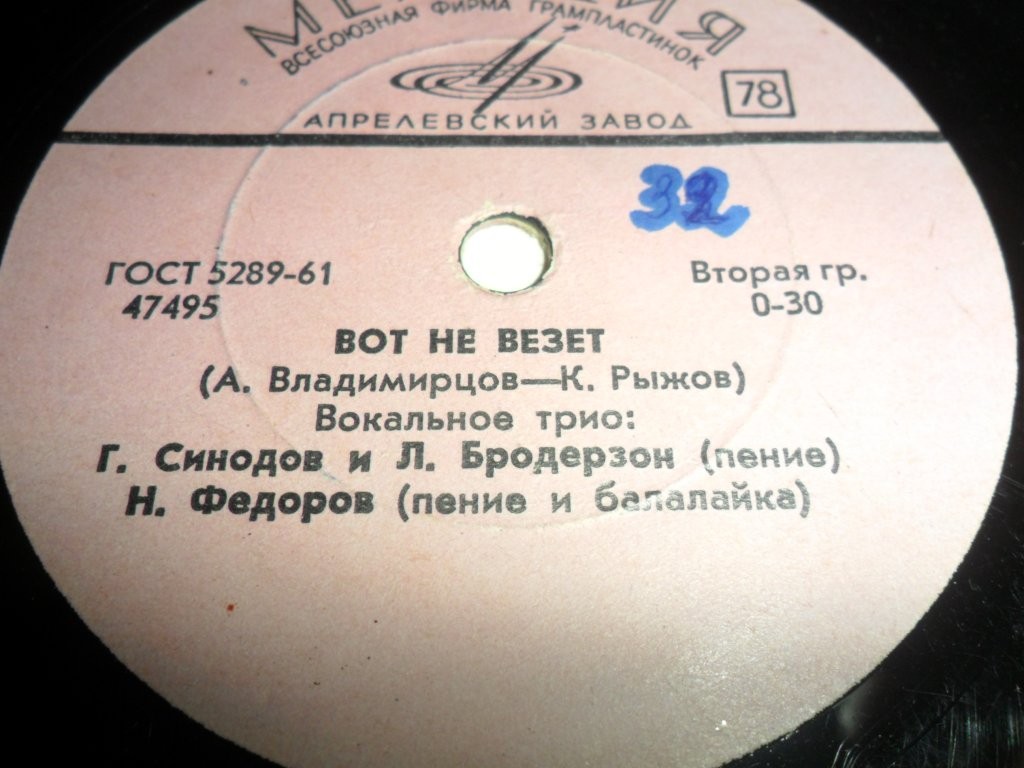 ВСЕСОЮЗНАЯ ФИРМА ГРАМПЛАСТИНОК
АПРЕЛЕВСКИЙ ЗАВОД
78
32
ГОСТ 5289-61
47495
Вторая гр.
0-30
ВОТ НЕ ВЕЗЕТ
(А. Владимирцов—К. Рыжов)
Вокальное трио:
Г. Синодов и Л. Бродерзон (пение)
Н. Федоров (пение и балалайка)